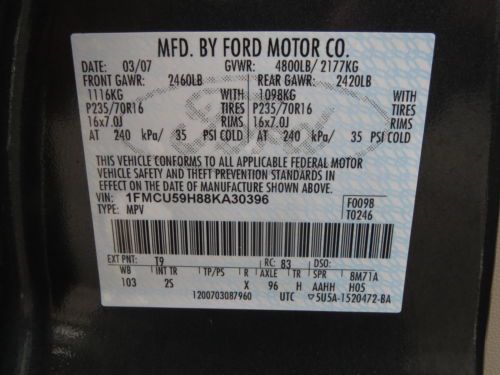 MFD. BY FORD MOTOR CO.
DATE: 03/07 GVWR: 4800LB/ 2177KG
FRONT GAWR: 2460LB REAR GAWR: 2420LB
1116KG WITH 1098KG WITH
P235/70R16 TIRES P235/70R16 TIRES
16x7.0J RIMS 16x7.0J RIMS
AT 240 kPa/ 35 PSI COLD AT 240 kPa/ 35 PSI COLD
THIS VEHICLE CONFORMS TO ALL APPLICABLE FEDERAL MOTOR
VEHICLE SAFETY AND THEFT PREVENTION STANDARDS IN
EFFECT ON THE DATE OF MANUFACTURE SHOWN ABOVE.
VIN: 1FMCU59H88KA30396 F0098
TYPE: MPV T0246
EXT PNT: T9 RC: 83 DSO:
WB INT TR TP/PS R AXLE TR SPR 8M71A
103 2S X 96 H AAHH H05
1200703087960 UTC ▽5U5A-1520472-BA